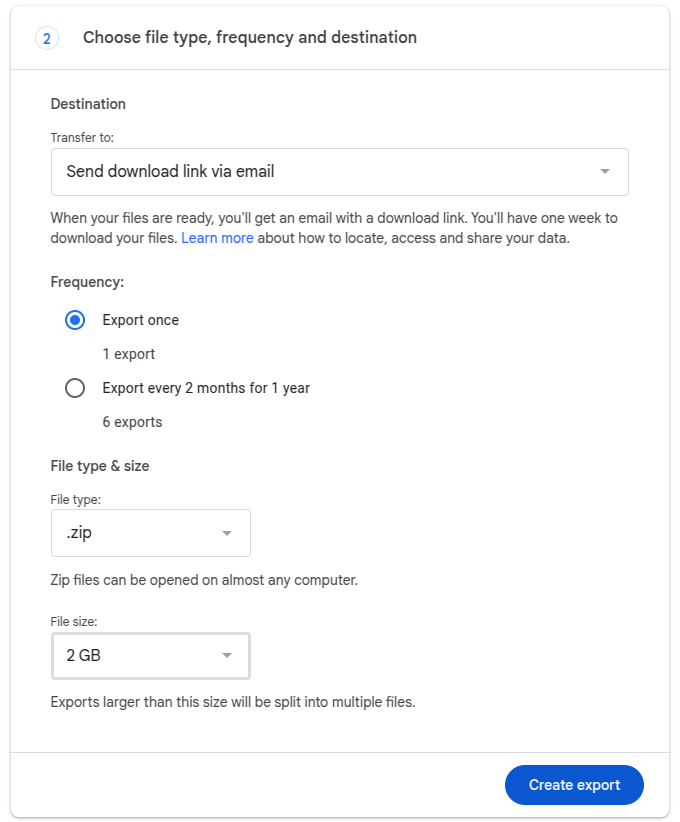 2
Choose file type, frequency and destination
Destination
Transfer to:
Send download link via email
When your files are ready, you'll get an email with a download link. You'll have one week to
download your files. Learn more about how to locate, access and share your data.
Frequency:
Export once
1 export
Export every 2 months for 1 year
6 exports
File type & size
File type:
.zip
Zip files can be opened on almost any computer.
File size:
2 GB
Exports larger than this size will be split into multiple files.
Create export